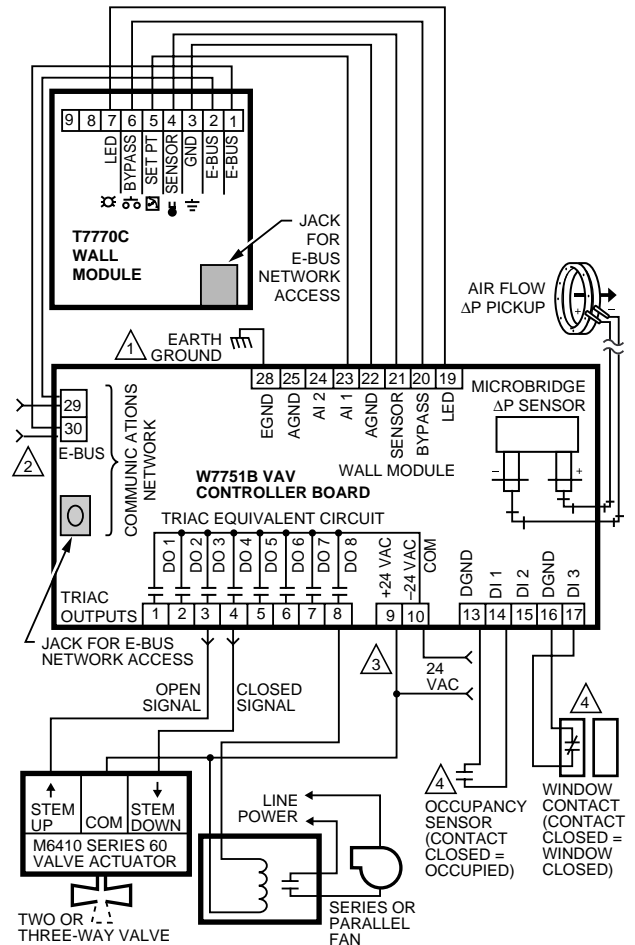 9 8 7 6 5 4 3 2 1
LED
BYPASS
SET PT
SENSOR
GND
E-BUS
E-BUS
T7770C
WALL
MODULE
JACK
FOR
E-BUS
NETWORK
ACCESS
AIR FLOW
ΔP PICKUP
+ −
1
EARTH
GROUND
28 25 24 23 22 21 20 19
EGND
AGND
AI 2
AI 1
AGND
SENSOR
BYPASS
LED
WALL MODULE
MICROBRIDGE
ΔP SENSOR
− +
29
30
E-BUS
2
COMMUNICATIONS
NETWORK
W7751B VAV
CONTROLLER BOARD
TRIAC EQUIVALENT CIRCUIT
DO 1
DO 2
DO 3
DO 4
DO 5
DO 6
DO 7
DO 8
+24 VAC
–24 VAC
COM
DGND
DI 1
DI 2
DGND
DI 3
TRIAC
OUTPUTS
1 2 3 4 5 6 7 8 9 10 13 14 15 16 17
JACK FOR E-BUS
NETWORK ACCESS
3
24
VAC
OPEN
SIGNAL
CLOSED
SIGNAL
4
4
STEM
UP
COM
STEM
DOWN
M6410 SERIES 60
VALVE ACTUATOR
TWO OR
THREE-WAY VALVE
LINE
POWER
SERIES OR
PARALLEL
FAN
OCCUPANCY
SENSOR
(CONTACT
CLOSED =
OCCUPIED)
WINDOW
CONTACT
(CONTACT
CLOSED =
WINDOW
CLOSED)